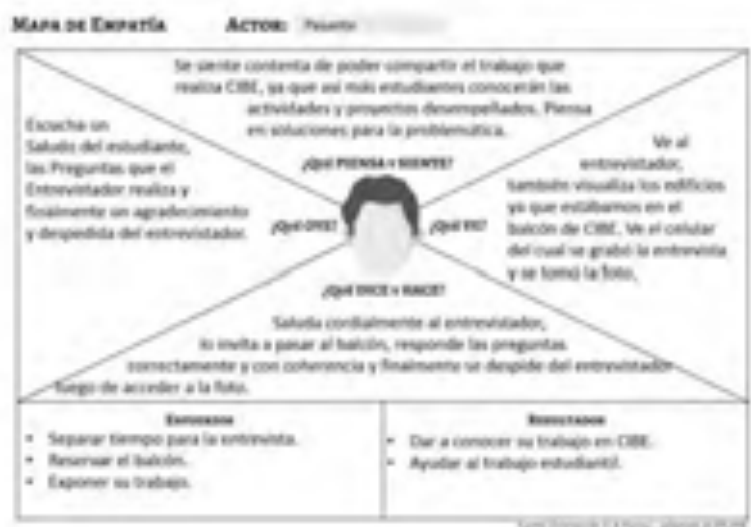 MAPA DE EMPATÍA ACTOR: Pasante
Se siente contenta de poder compartir el trabajo que
realiza CIBE, ya que así más estudiantes conocerán las
actividades y proyectos desempeñados. Piensa
en soluciones para la problemática.
¿Qué PIENSA Y SIENTE?
Escucha un
Saludo del estudiante,
las Preguntas que el
Entrevistador realiza y
finalmente un agradecimiento
y despedida del entrevistador.
¿Qué OYE?
¿Qué VE?
Ve al
entrevistador,
también visualiza los edificios
ya que estábamos en el
balcón de CIBE. Ve el celular
del cual se grabó la entrevista
y se tomó la foto.
¿Qué DICE Y HACE?
Saluda cordialmente al entrevistador,
lo invita a pasar al balcón, responde las preguntas
correctamente y con coherencia y finalmente se despide del entrevistador
luego de acceder a la foto.
ESFUERZOS
• Separar tiempo para la entrevista.
• Reservar el balcón.
• Exponer su trabajo.
RESULTADOS
• Dar a conocer su trabajo en CIBE.
• Ayudar al trabajo estudiantil.